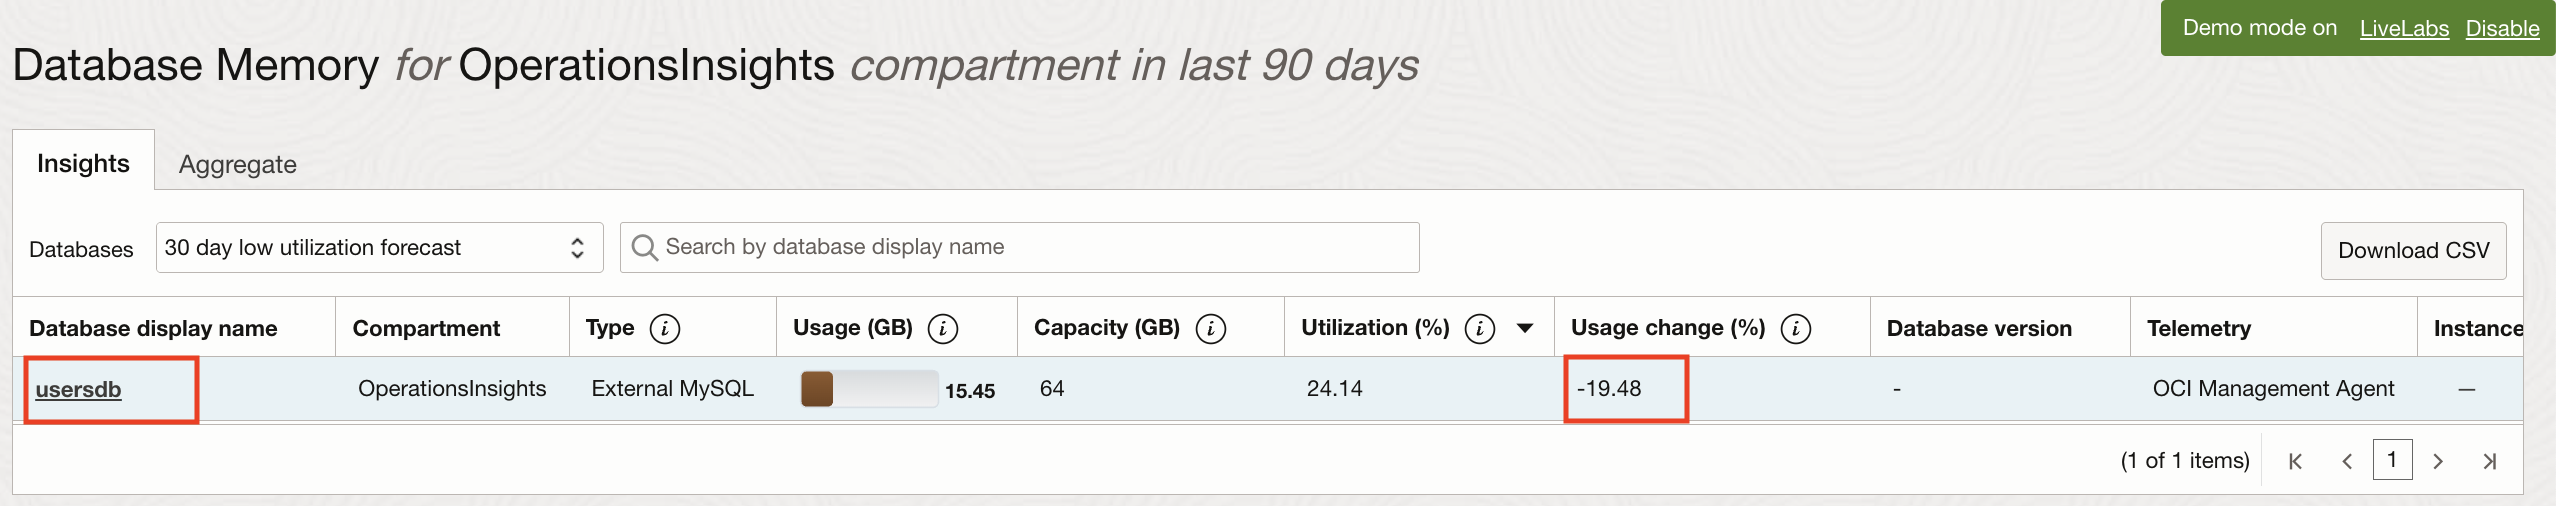 Demo mode on LiveLabs Disable
Database Memory for OperationsInsights compartment in last 90 days
Insights Aggregate
Databases 30 day low utilization forecast Search by database display name Download CSV
Database display name Compartment Type i Usage (GB) i Capacity (GB) i Utilization (%) i Usage change (%) i Database version Telemetry Instance
usersdb OperationsInsights External MySQL 15.45 64 24.14 -19.48 - OCI Management Agent —
(1 of 1 items) 1